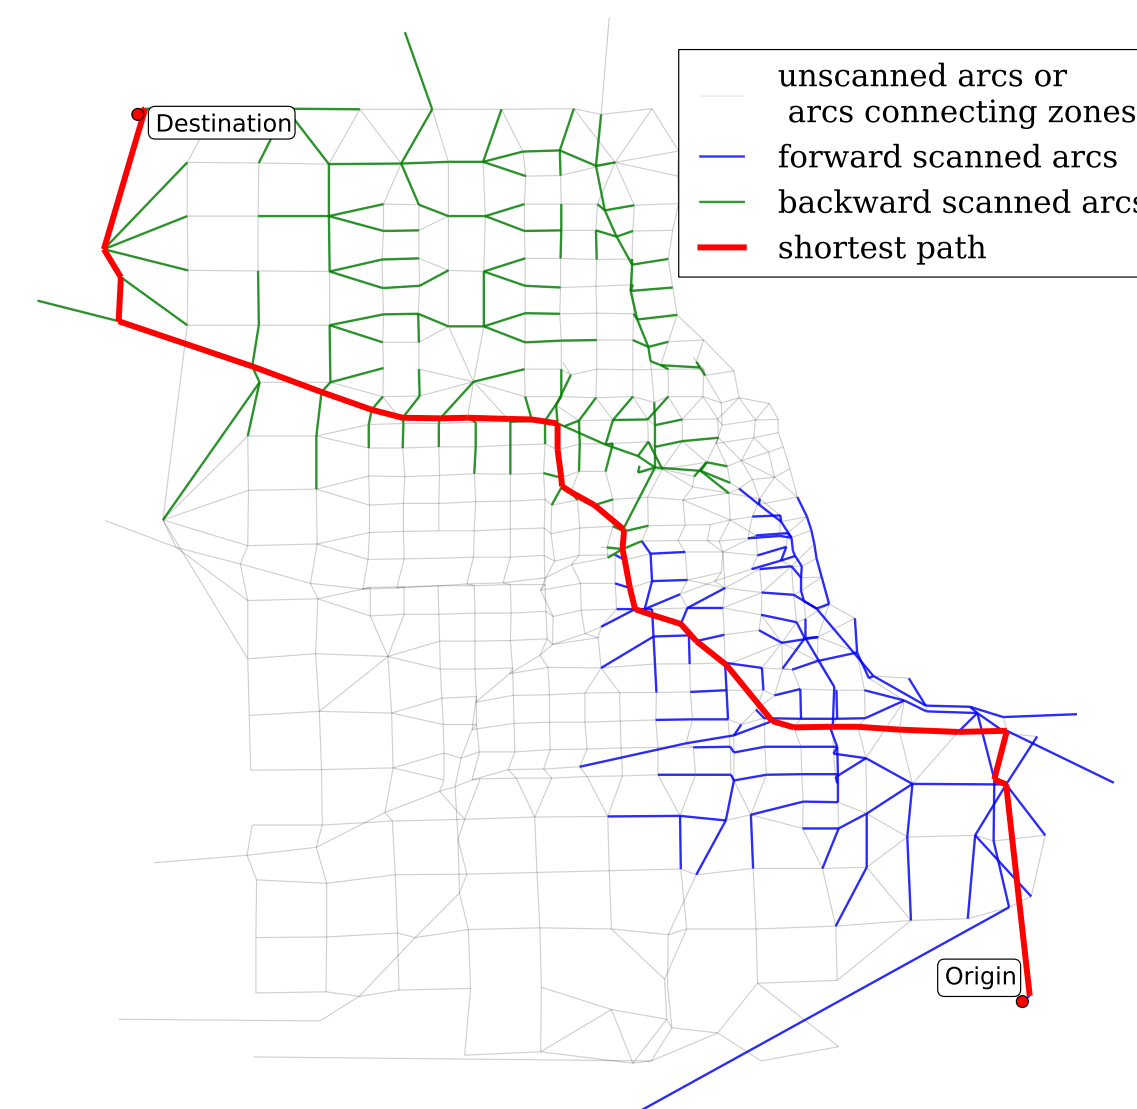 unscanned arcs or
arcs connecting zones
Destination
forward scanned arcs
backward scanned arcs
shortest path
Origin